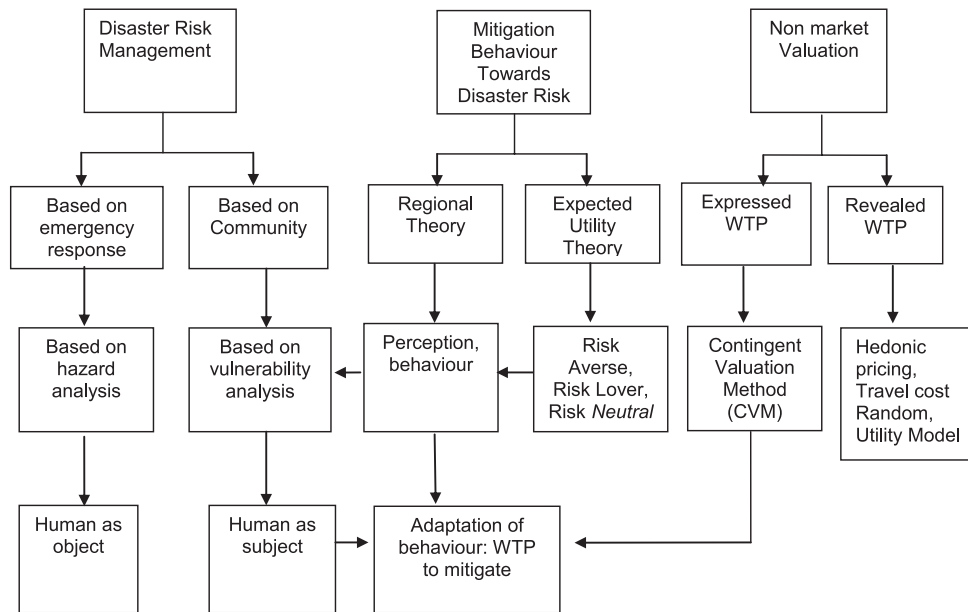 Disaster Risk
Management
Mitigation
Behaviour
Towards
Disaster Risk
Non market
Valuation
Based on
emergency
response
Based on
Community
Regional
Theory
Expected
Utility
Theory
Expressed
WTP
Revealed
WTP
Based on
hazard
analysis
Based on
vulnerability
analysis
Perception,
behaviour
Risk
Averse,
Risk Lover,
Risk Neutral
Contingent
Valuation
Method
(CVM)
Hedonic
pricing,
Travel cost
Random,
Utility Model
Human as
object
Human as
subject
Adaptation of
behaviour: WTP
to mitigate